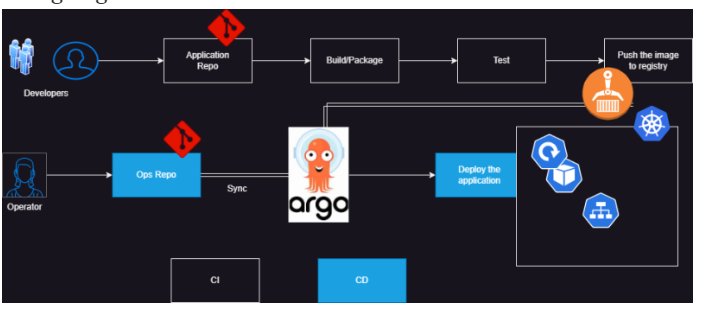 Application
Repo
Build/Package
Test
Push the image
to registry
Developers
Ops Repo
Sync
argo
Deploy the
application
Operator
CI
CD